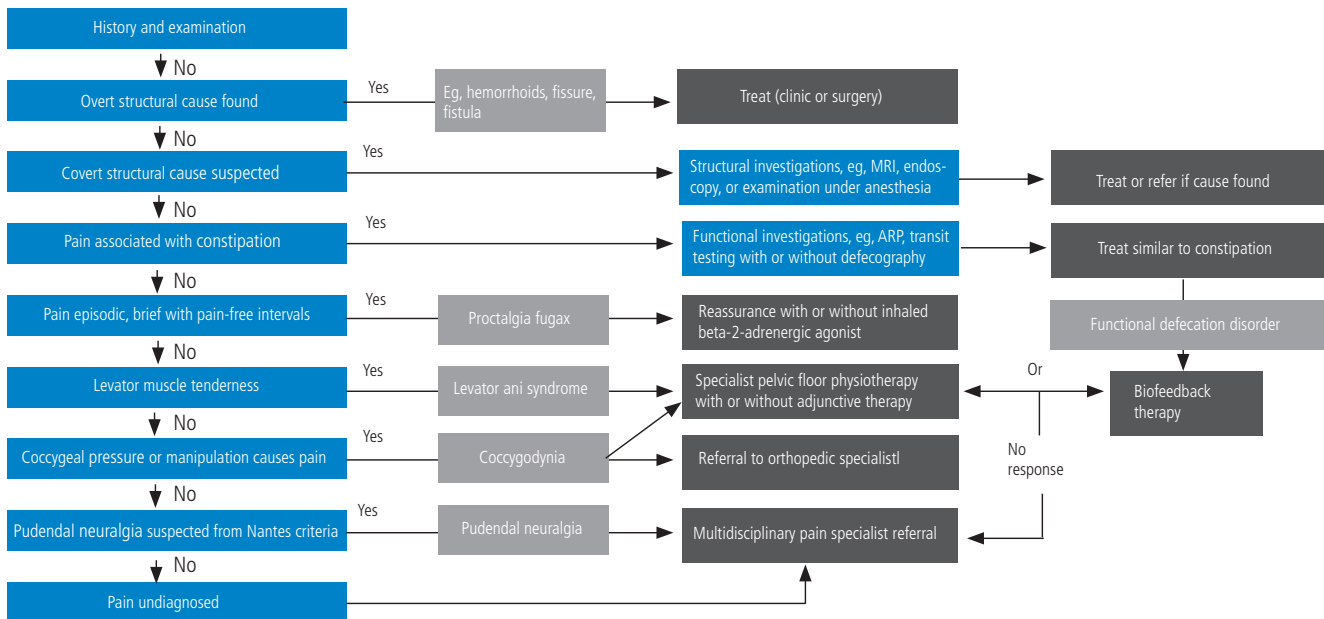 History and examination
No
Overt structural cause found
Yes
Eg, hemorrhoids, fissure,
fistula
Treat (clinic or surgery)
No
Covert structural cause suspected
Yes
Structural investigations, eg, MRI, endos-
copy, or examination under anesthesia
Treat or refer if cause found
No
Pain associated with constipation
Yes
Functional investigations, eg, ARP, transit
testing with or without defecography
Treat similar to constipation
No
Pain episodic, brief with pain-free intervals
Yes
Proctalgia fugax
Reassurance with or without inhaled
beta-2-adrenergic agonist
Functional defecation disorder
No
Levator muscle tenderness
Yes
Levator ani syndrome
Specialist pelvic floor physiotherapy
with or without adjunctive therapy
Or
Biofeedback
therapy
No
Coccygeal pressure or manipulation causes pain
Yes
Coccygodynia
Referral to orthopedic specialistl
No
response
No
Pudendal neuralgia suspected from Nantes criteria
Yes
Pudendal neuralgia
Multidisciplinary pain specialist referral
No
Pain undiagnosed